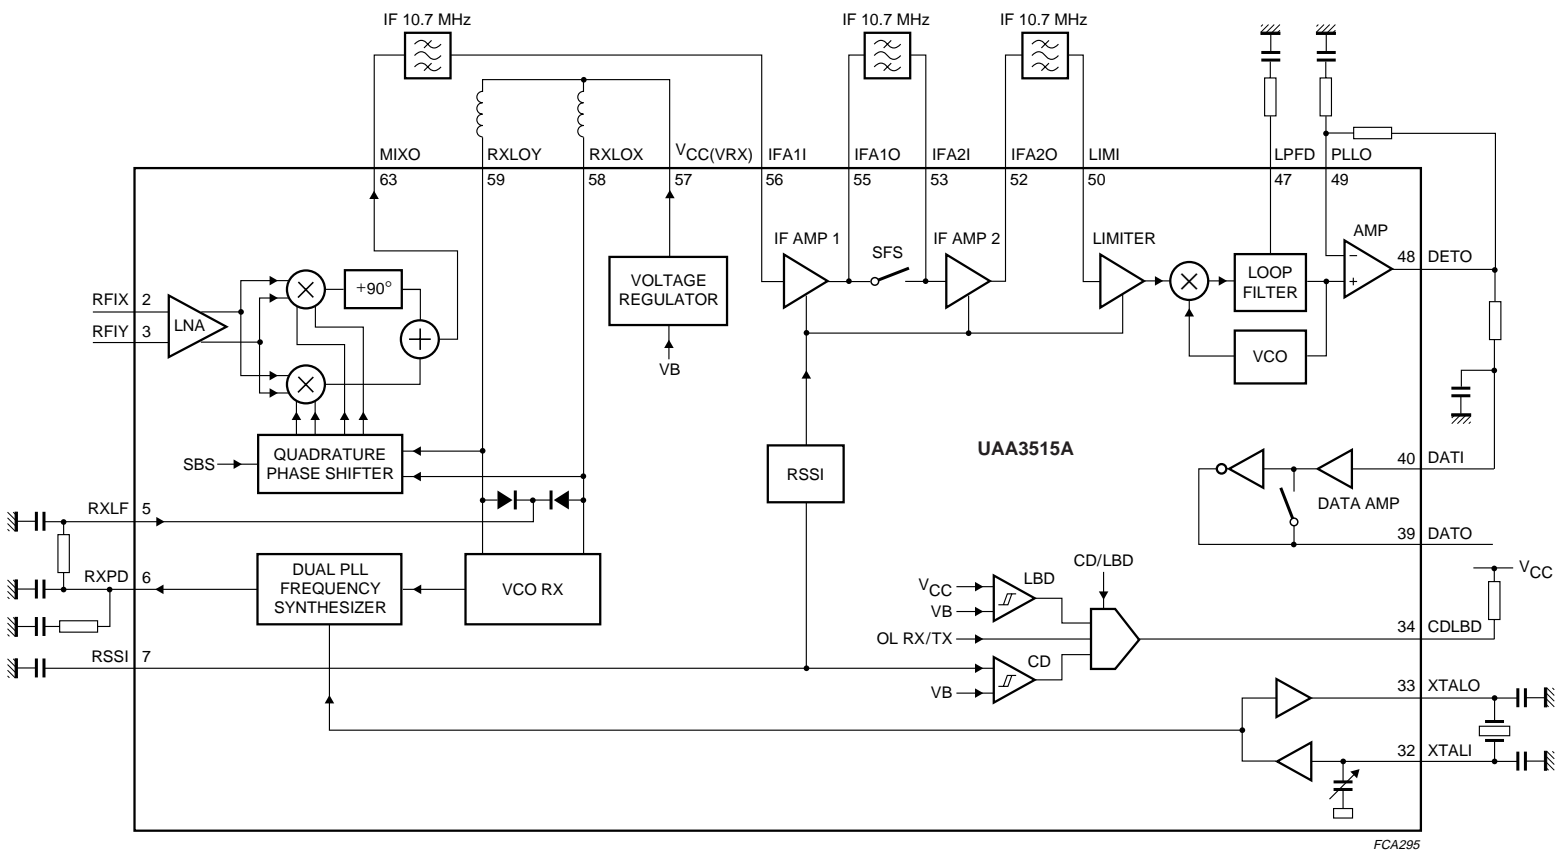 IF 10.7 MHz
IF 10.7 MHz
IF 10.7 MHz
MIXO
RXLOY
RXLOX
VCC(VRX)
IFA1I
IFA1O
IFA2I
IFA2O
LIMI
LPFD
PLLO
63
59
58
57
56
55
53
52
50
47
49
IF AMP 1
SFS
IF AMP 2
LIMITER
AMP
48
DETO
−
+
LOOP
FILTER
VCO
VOLTAGE
REGULATOR
VB
+90°
RFIX
2
RFIY
3
LNA
×
×
+
×
QUADRATURE
PHASE SHIFTER
SBS
UAA3515A
RSSI
40
DATI
DATA AMP
39
DATO
RXLF
5
RXPD
6
DUAL PLL
FREQUENCY
SYNTHESIZER
VCO RX
CD/LBD
VCC
LBD
VB
OL RX/TX
CD
VB
VCC
34
CDLBD
RSSI
7
33
XTALO
32
XTALI
FCA295